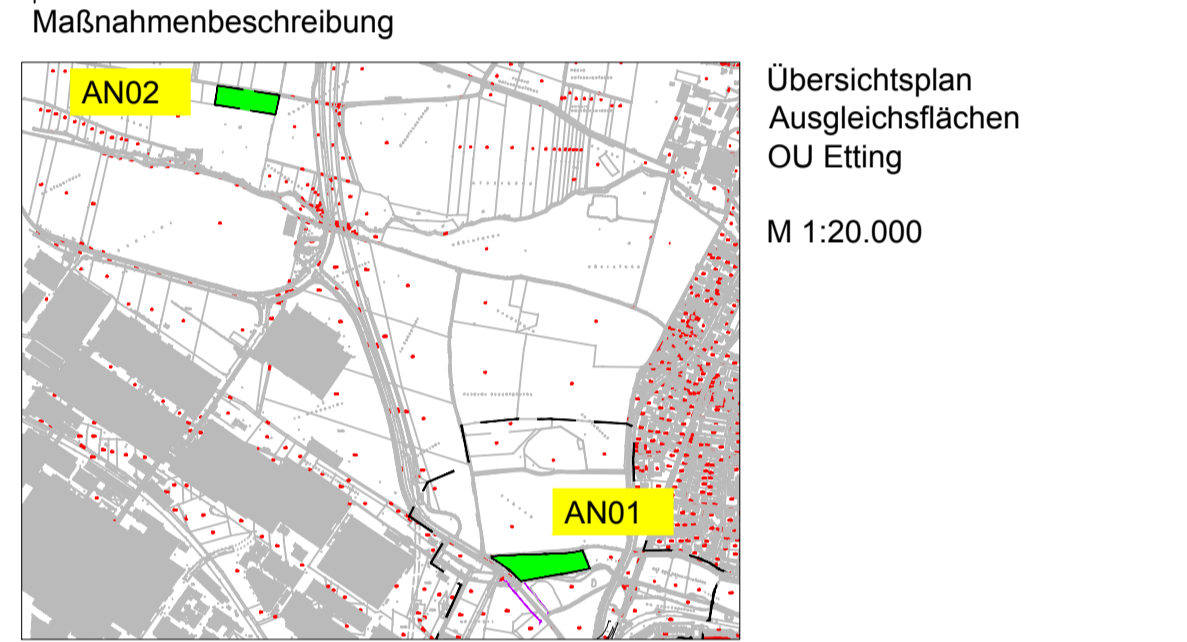 Maßnahmenbeschreibung
AN02
Übersichtsplan
Ausgleichsflächen
OU Etting
M 1:20.000
AN01